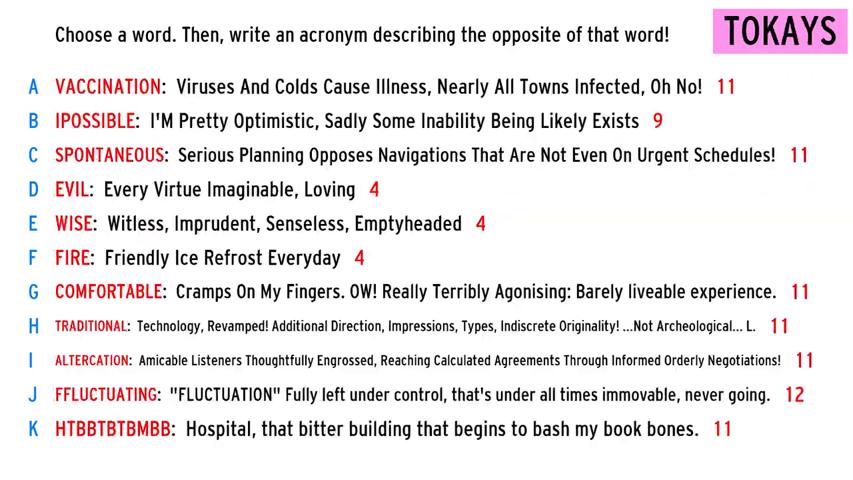 Choose a word. Then, write an acronym describing the opposite of that word!
TOKAYS
A VACCINATION: Viruses And Colds Cause Illness, Nearly All Towns Infected, Oh No! 11
B IPOSSIBLE: I'M Pretty Optimistic, Sadly Some Inability Being Likely Exists 9
C SPONTANEOUS: Serious Planning Opposes Navigations That Are Not Even On Urgent Schedules! 11
D EVIL: Every Virtue Imaginable, Loving 4
E WISE: Witless, Imprudent, Senseless, Emptyheaded 4
F FIRE: Friendly Ice Refrost Everyday 4
G COMFORTABLE: Cramps On My Fingers. OW! Really Terribly Agonising: Barely liveable experience. 11
H TRADITIONAL: Technology, Revamped! Additional Direction, Impressions, Types, Indiscrete Originality! ...Not Archeological... L. 11
I ALTERCATION: Amicable Listeners Thoughtfully Engrossed, Reaching Calculated Agreements Through Informed Orderly Negotiations! 11
J FFLUCTUATING: "FLUCTUATION" Fully left under control, that's under all times immovable, never going. 12
K HTBBTBTBMBB: Hospital, that bitter building that begins to bash my book bones. 11